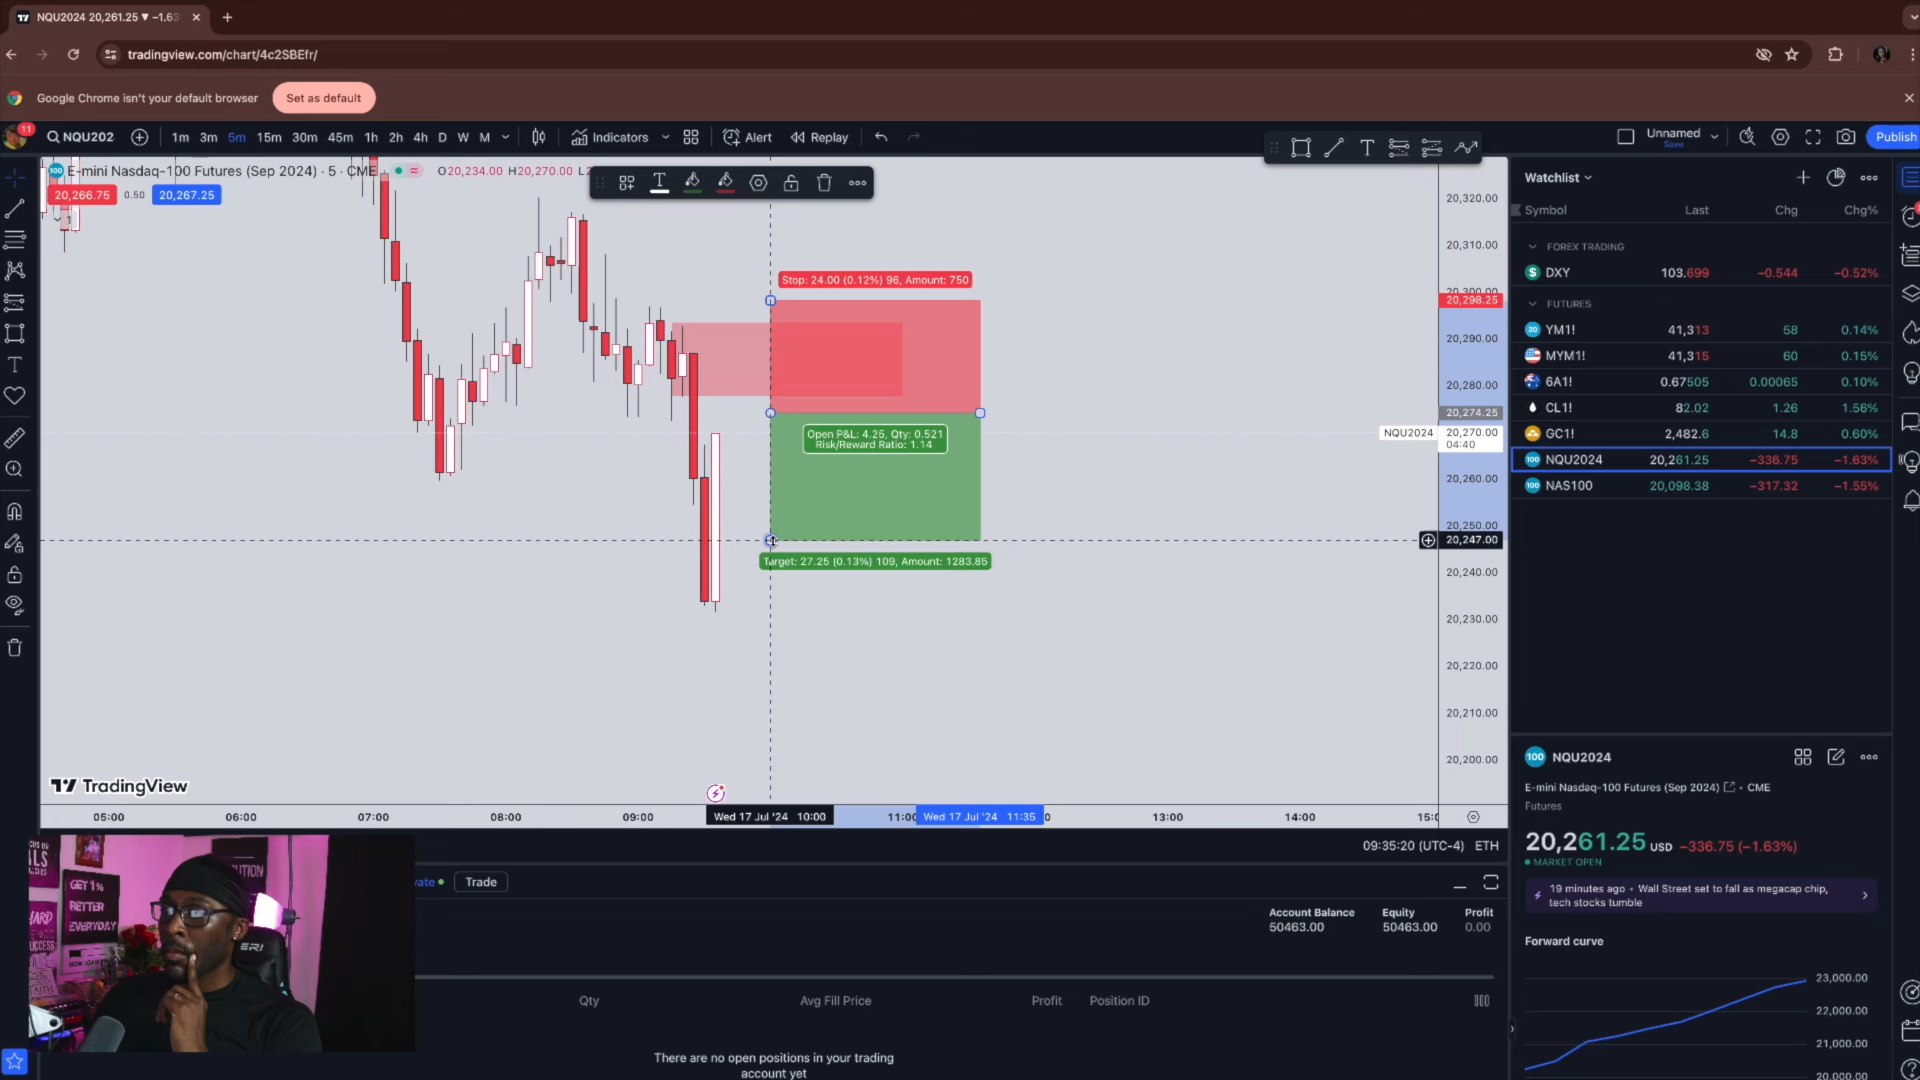 NQU2024 20,261.25 ▼ −1.63
tradingview.com/chart/4c2SBEfr/
Google Chrome isn't your default browser
Set as default
11
NQU202
1m 3m 5m 15m 30m 45m 1h 2h 4h D W M
Indicators
Alert
Replay
Unnamed
Save
Publish
E-mini Nasdaq-100 Futures (Sep 2024) · 5 · CME
O20,234.00 H20,270.00
20,266.75 0.50 20,267.25
1
Stop: 24.00 (0.12%) 96, Amount: 750
Open P&L: 4.25, Qty: 0.521
Risk/Reward Ratio: 1.14
Target: 27.25 (0.13%) 109, Amount: 1283.85
20,320.00
20,310.00
20,300.00
20,298.25
20,290.00
20,280.00
20,274.25
NQU2024 20,270.00
04:40
20,260.00
20,250.00
20,247.00
20,240.00
20,230.00
20,220.00
20,210.00
20,200.00
TradingView
05:00 06:00 07:00 08:00 09:00 Wed 17 Jul '24 10:00 11:00 Wed 17 Jul '24 11:35 13:00 14:00
09:35:20 (UTC-4) ETH
Trade
Account Balance Equity Profit
50463.00 50463.00 0.00
Qty Avg Fill Price Profit Position ID
There are no open positions in your trading
account yet
GET 1%
BETTER
EVERYDAY
Watchlist
Symbol Last Chg Chg%
FOREX TRADING
DXY 103.699 −0.544 −0.52%
FUTURES
YM1! 41,313 58 0.14%
MYM1! 41,315 60 0.15%
6A1! 0.67505 0.00065 0.10%
CL1! 82.02 1.26 1.56%
GC1! 2,482.6 14.8 0.60%
100 NQU2024 20,261.25 −336.75 −1.63%
100 NAS100 20,098.38 −317.32 −1.55%
100 NQU2024
E-mini Nasdaq-100 Futures (Sep 2024) · CME
Futures
20,261.25 USD −336.75 (−1.63%)
MARKET OPEN
19 minutes ago • Wall Street set to fall as megacap chip,
tech stocks tumble
Forward curve
23,000.00
22,000.00
21,000.00
20,000.00